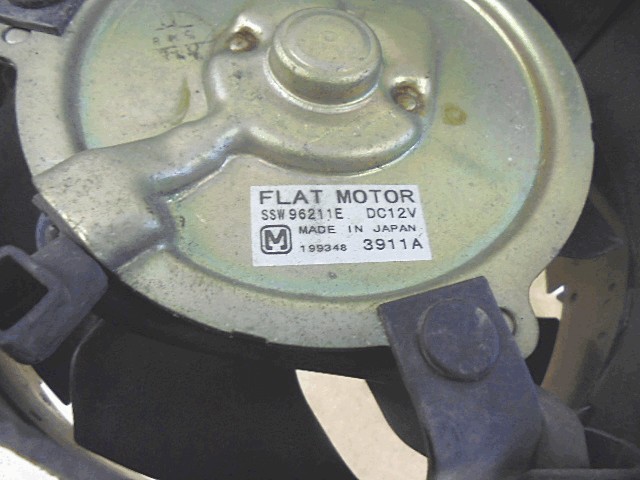 FLAT MOTOR
SSW96211E DC12V
M MADE IN JAPAN
199348 3911A